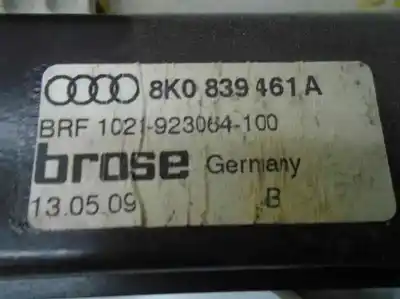 8K0 839 461 A
BRF 1021-923064-100
brose Germany
13.05.09 B